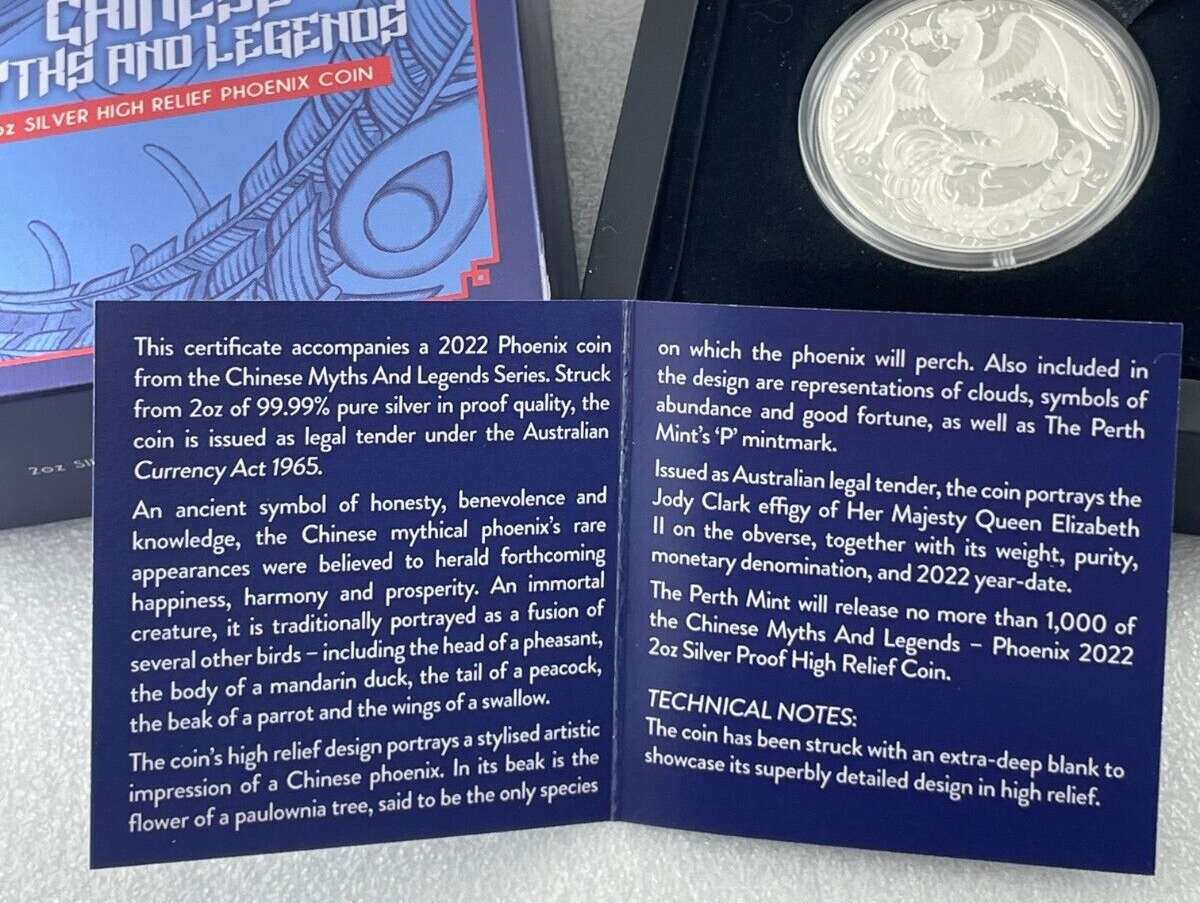 CHINESE
THS AND LEGENDS
oz SILVER HIGH RELIEF PHOENIX COIN
2oz
This certificate accompanies a 2022 Phoenix coin
from the Chinese Myths And Legends Series. Struck
from 2oz of 99.99% pure silver in proof quality, the
coin is issued as legal tender under the Australian
Currency Act 1965.
An ancient symbol of honesty, benevolence and
knowledge, the Chinese mythical phoenix's rare
appearances were believed to herald forthcoming
happiness, harmony and prosperity. An immortal
creature, it is traditionally portrayed as a fusion of
several other birds – including the head of a pheasant,
the body of a mandarin duck, the tail of a peacock,
the beak of a parrot and the wings of a swallow.
The coin's high relief design portrays a stylised artistic
impression of a Chinese phoenix. In its beak is the
flower of a paulownia tree, said to be the only species
on which the phoenix will perch. Also included in
the design are representations of clouds, symbols of
abundance and good fortune, as well as The Perth
Mint's 'P' mintmark.
Issued as Australian legal tender, the coin portrays the
Jody Clark effigy of Her Majesty Queen Elizabeth
II on the obverse, together with its weight, purity,
monetary denomination, and 2022 year-date.
The Perth Mint will release no more than 1,000 of
the Chinese Myths And Legends – Phoenix 2022
2oz Silver Proof High Relief Coin.
TECHNICAL NOTES:
The coin has been struck with an extra-deep blank to
showcase its superbly detailed design in high relief.